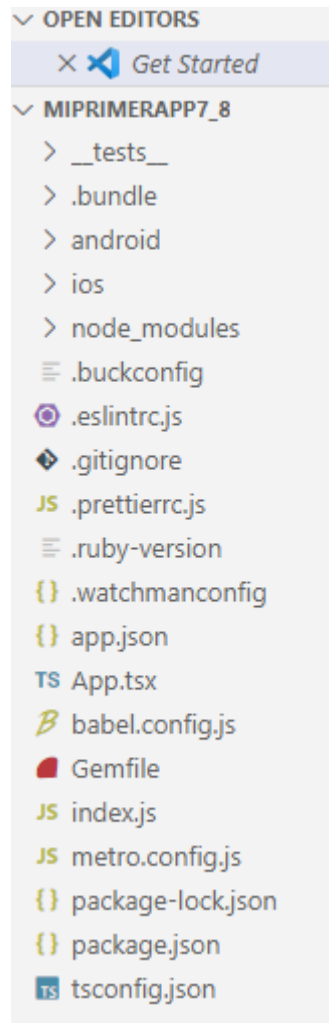 OPEN EDITORS
Get Started
MIPRIMERAPP7_8
__tests__
.bundle
android
ios
node_modules
.buckconfig
.eslintrc.js
.gitignore
JS .prettierrc.js
.ruby-version
{} .watchmanconfig
{} app.json
TS App.tsx
babel.config.js
Gemfile
JS index.js
JS metro.config.js
{} package-lock.json
{} package.json
TS tsconfig.json